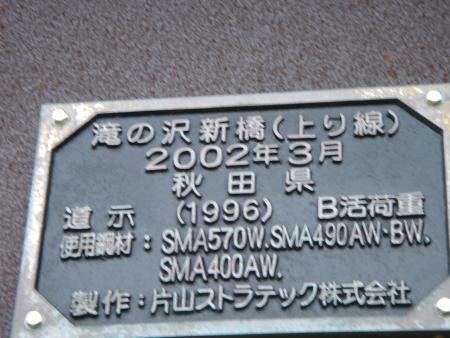 滝の沢新橋(上り線)
2002年3月
秋田県
道示 (1996) B活荷重
使用鋼材:SMA570W.SMA490AW・BW.
SMA400AW.
製作:片山ストラテック株式会社